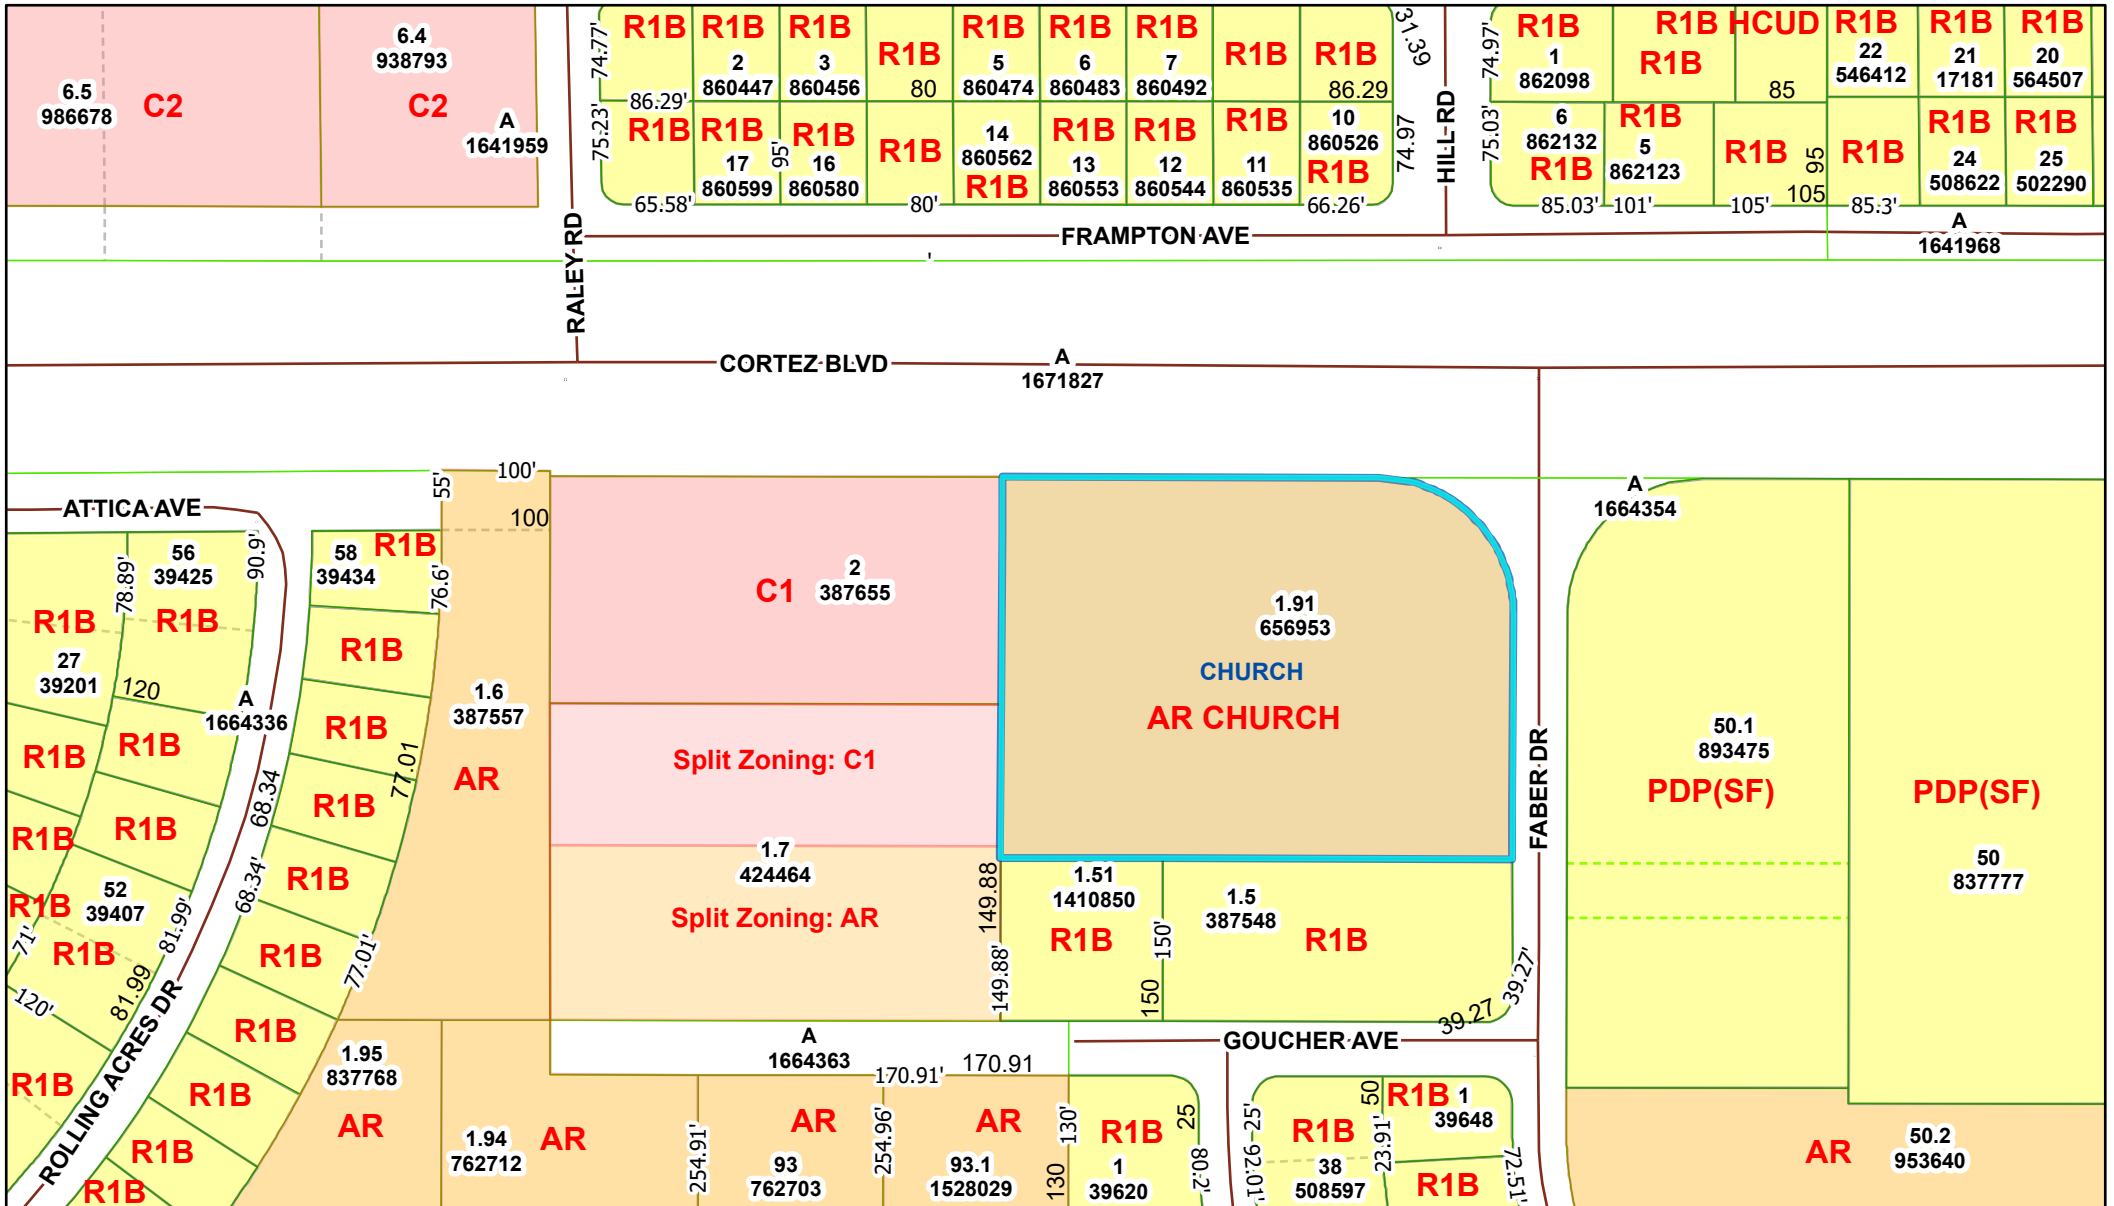 6.4
938793
6.5
986678
C2
C2
A
1641959
RALEY RD
74.77'
75.23'
R1B
R1B
2
860447
R1B
3
860456
R1B
80
R1B
5
860474
R1B
6
860483
R1B
7
860492
R1B
R1B
86.29
86.29'
R1B
R1B
17
860599
95'
R1B
16
860580
R1B
14
860562
R1B
R1B
13
860553
R1B
12
860544
R1B
11
860535
10
860526
R1B
65.58'
80'
66.26'
31.39
74.97
HILL RD
74.97'
75.03'
R1B
1
862098
R1B HCUD
R1B
85
R1B
22
546412
R1B
21
17181
R1B
20
564507
6
862132
R1B
R1B
5
862123
R1B
95
105
R1B
R1B
24
508622
R1B
25
502290
85.03'
101'
105'
85.3'
FRAMPTON AVE
A
1641968
'
CORTEZ BLVD
A
1671827
ATTICA AVE
55'
100'
100
56
39425
90.9'
58
39434
R1B
76.6'
78.89'
R1B
R1B
27
39201
120
A
1664336
R1B
R1B
R1B
R1B
77.01
R1B
R1B
R1B
68.34
R1B
R1B
68.34'
52
39407
R1B
R1B
71'
81.99'
81.99
120'
R1B
77.01'
R1B
R1B
R1B
R1B
R1B
ROLLING ACRES DR
1.6
387557
AR
C1
2
387655
Split Zoning: C1
1.7
424464
Split Zoning: AR
1.91
656953
CHURCH
AR CHURCH
149.88
149.88'
1.51
1410850
R1B
150'
150
1.5
387548
R1B
39.27'
39.27
FABER DR
A
1664354
50.1
893475
PDP(SF)
PDP(SF)
50
837777
GOUCHER AVE
A
1664363
170.91'
170.91
1.95
837768
AR
1.94
762712
AR
254.91'
AR
93
762703
254.96'
AR
93.1
1528029
130'
130
R1B
1
39620
25
80.2'
25'
92.01'
R1B
38
508597
50
23.91'
R1B
1
39648
R1B
72.51'
AR
50.2
953640